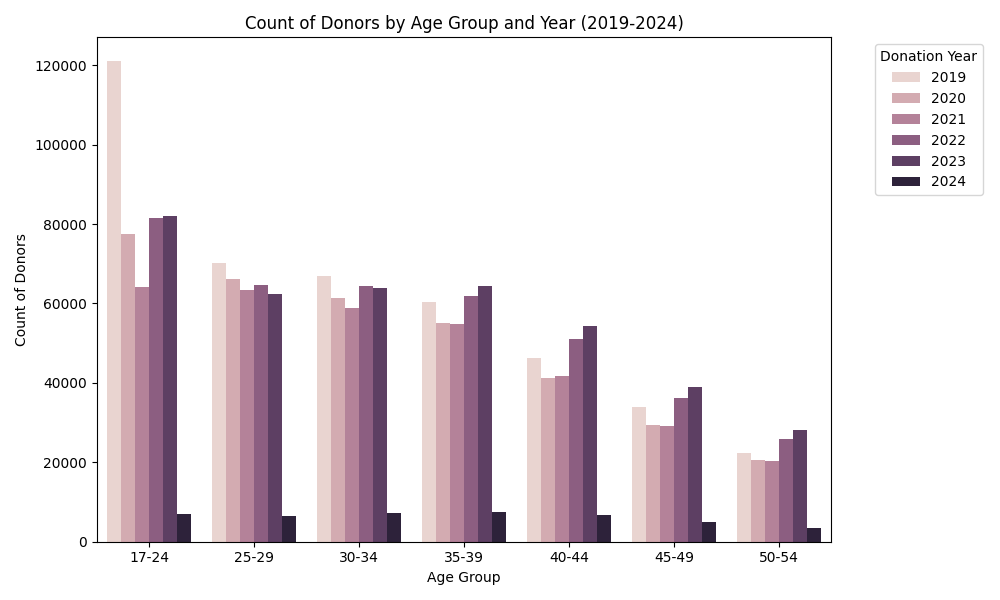 Count of Donors by Age Group and Year (2019-2024)
Donation Year
2019
2020
2021
2022
2023
2024
Count of Donors
120000
100000
80000
60000
40000
20000
0
17-24 25-29 30-34 35-39 40-44 45-49 50-54
Age Group